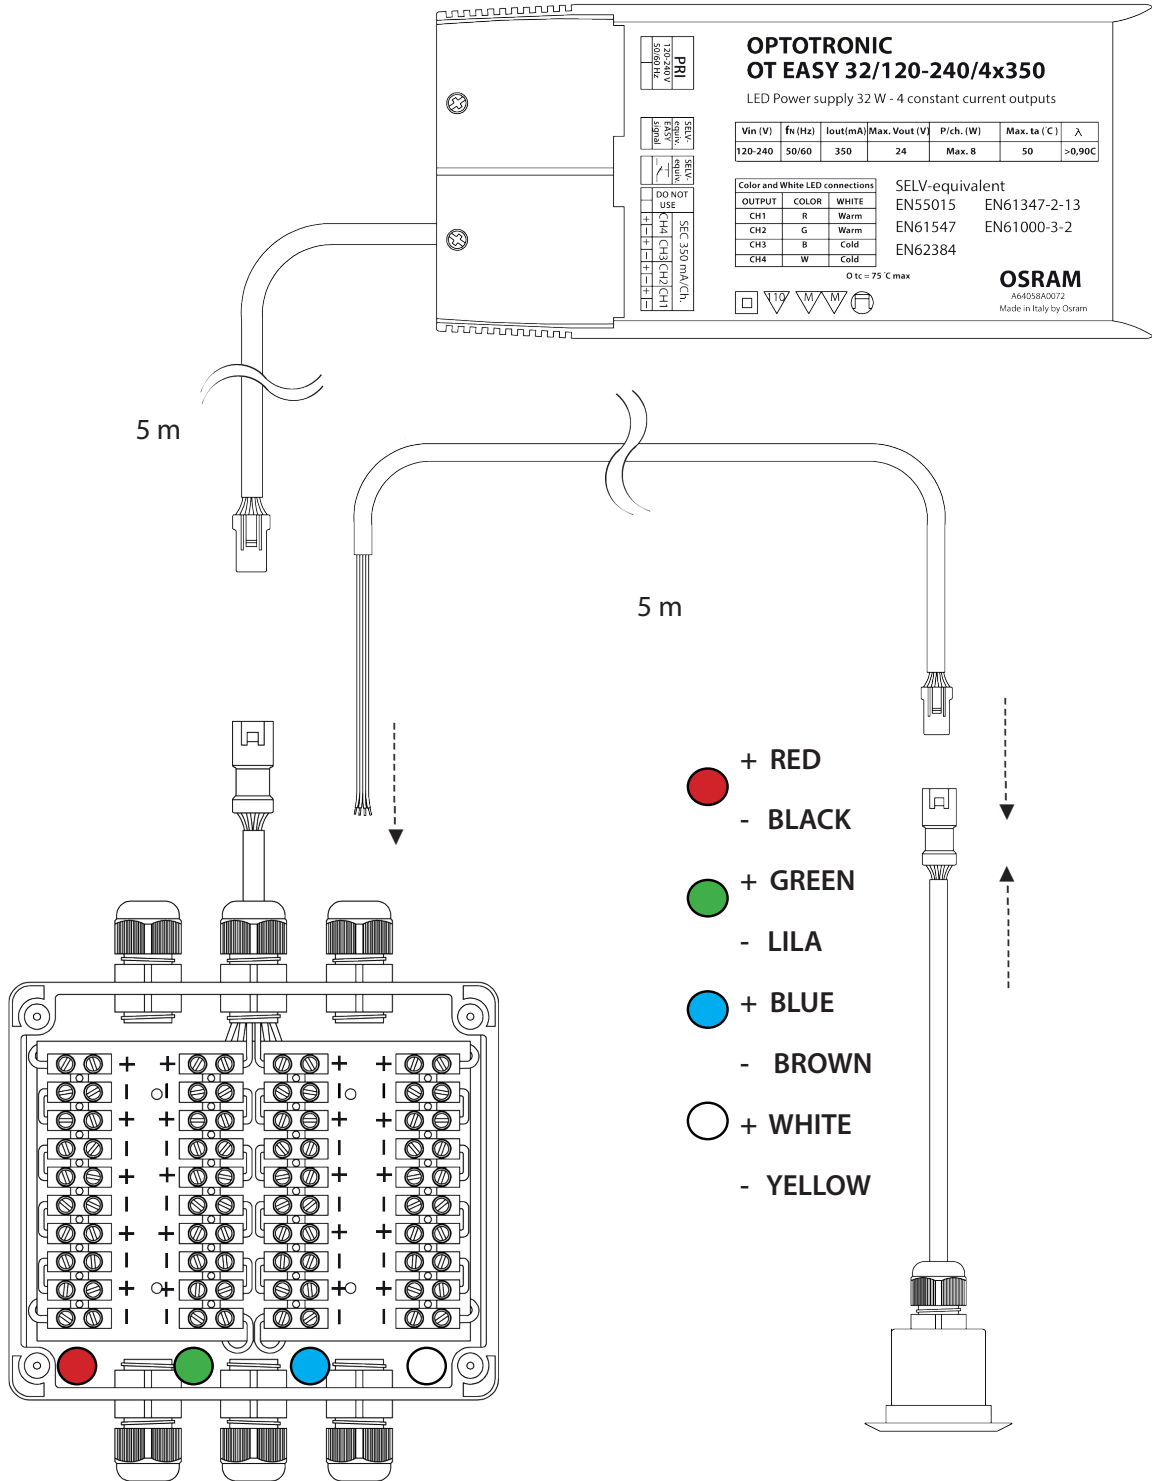 OPTOTRONIC
OT EASY 32/120-240/4x350
LED Power supply 32 W - 4 constant current outputs
Vin (V) fN (Hz) Iout(mA) Max. Vout (V) P/ch. (W) Max. ta (°C) λ
120-240 50/60 350 24 Max. 8 50 >0,90C
Color and White LED connections
OUTPUT COLOR WHITE
CH1 R Warm
CH2 G Warm
CH3 B Cold
CH4 W Cold
SELV-equivalent
EN55015 EN61347-2-13
EN61547 EN61000-3-2
EN62384
O tc = 75 °C max
110 M M
OSRAM
A64058A0072
Made in Italy by Osram
PRI
120-240 V
50/60 Hz
SELV-
equiv.
EASY
signal
SELV-
equiv.
DO NOT
USE
SEC 350 mA/Ch.
CH4 CH3 CH2 CH1
+ - + - + - + -
5 m
5 m
+ RED
- BLACK
+ GREEN
- LILA
+ BLUE
- BROWN
+ WHITE
- YELLOW
+ + + +
I I I I
+ + + +
I I I I
+ + + +
I I I I
+ + + +
I I I I
+ + + +
I I I I